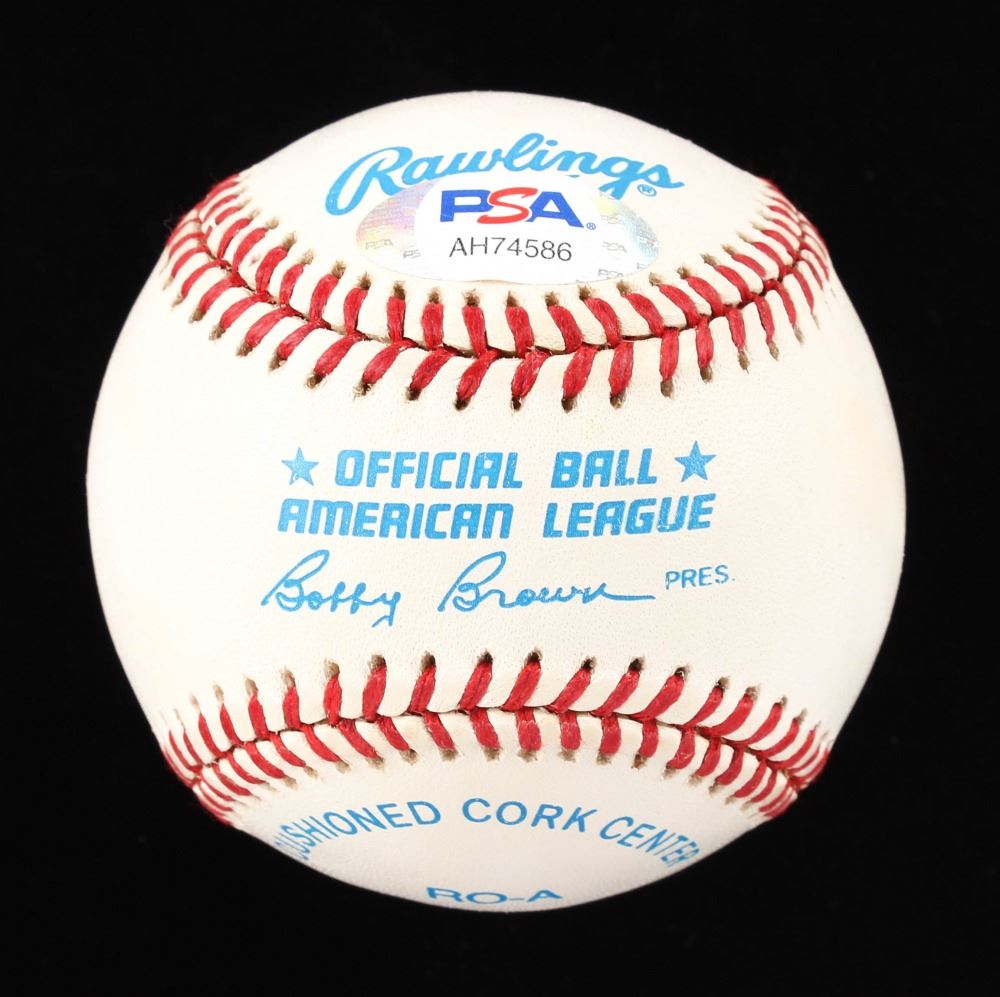 Rawlings®
PSA®
AH74586
★ OFFICIAL BALL ★
AMERICAN LEAGUE
Bobby Brown PRES.
CUSHIONED CORK CENTER
RO-A